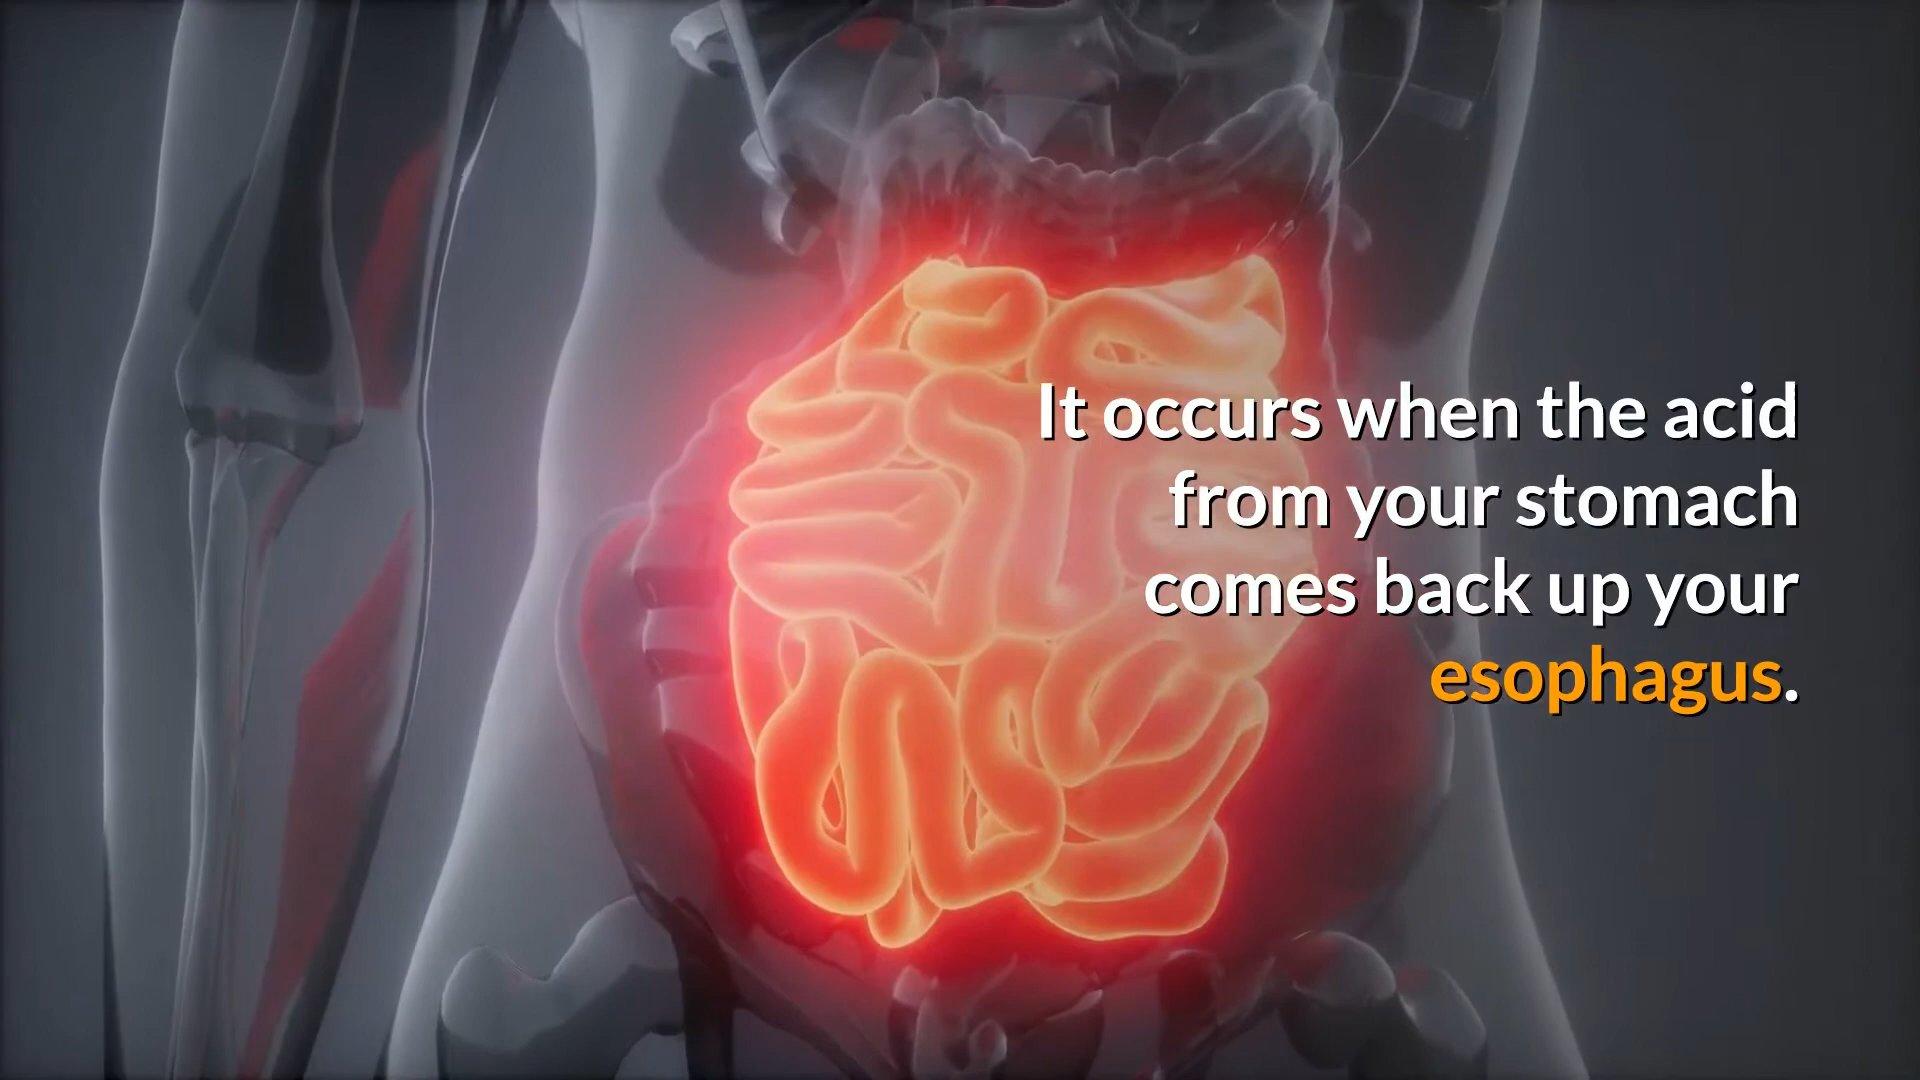 It occurs when the acid
from your stomach
comes back up your
esophagus.